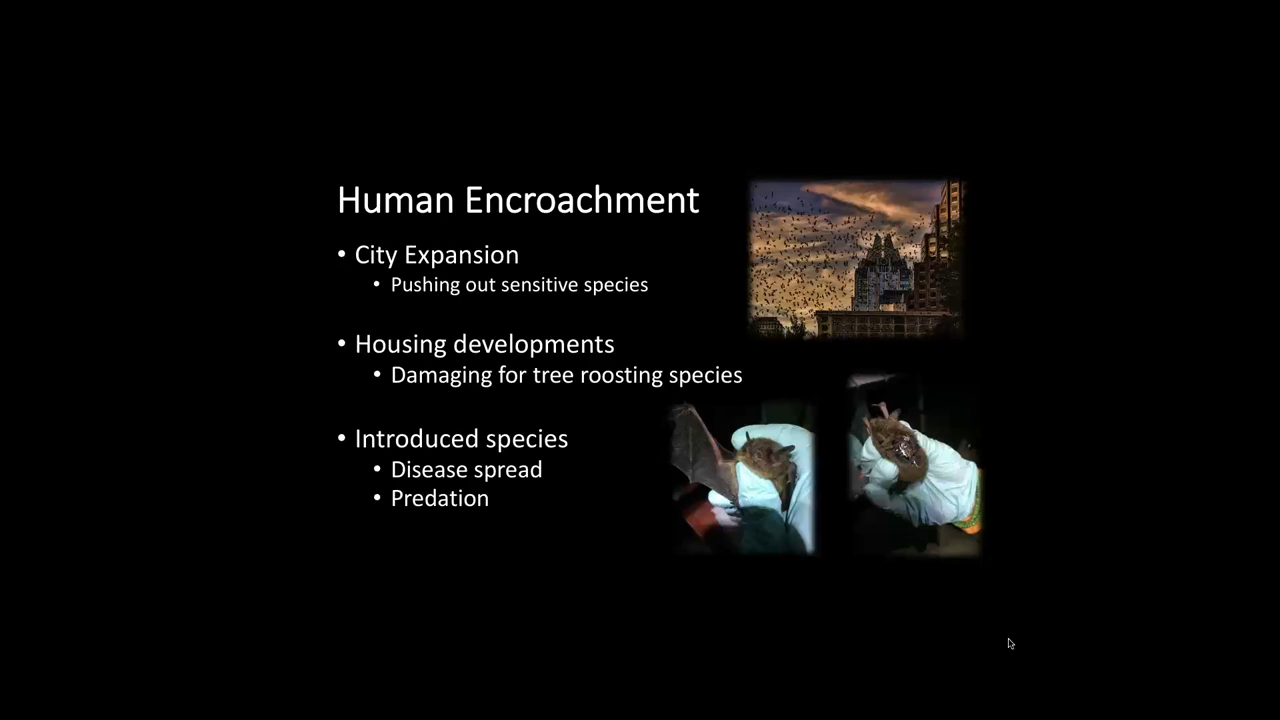 Human Encroachment
• City Expansion
• Pushing out sensitive species
• Housing developments
• Damaging for tree roosting species
• Introduced species
• Disease spread
• Predation